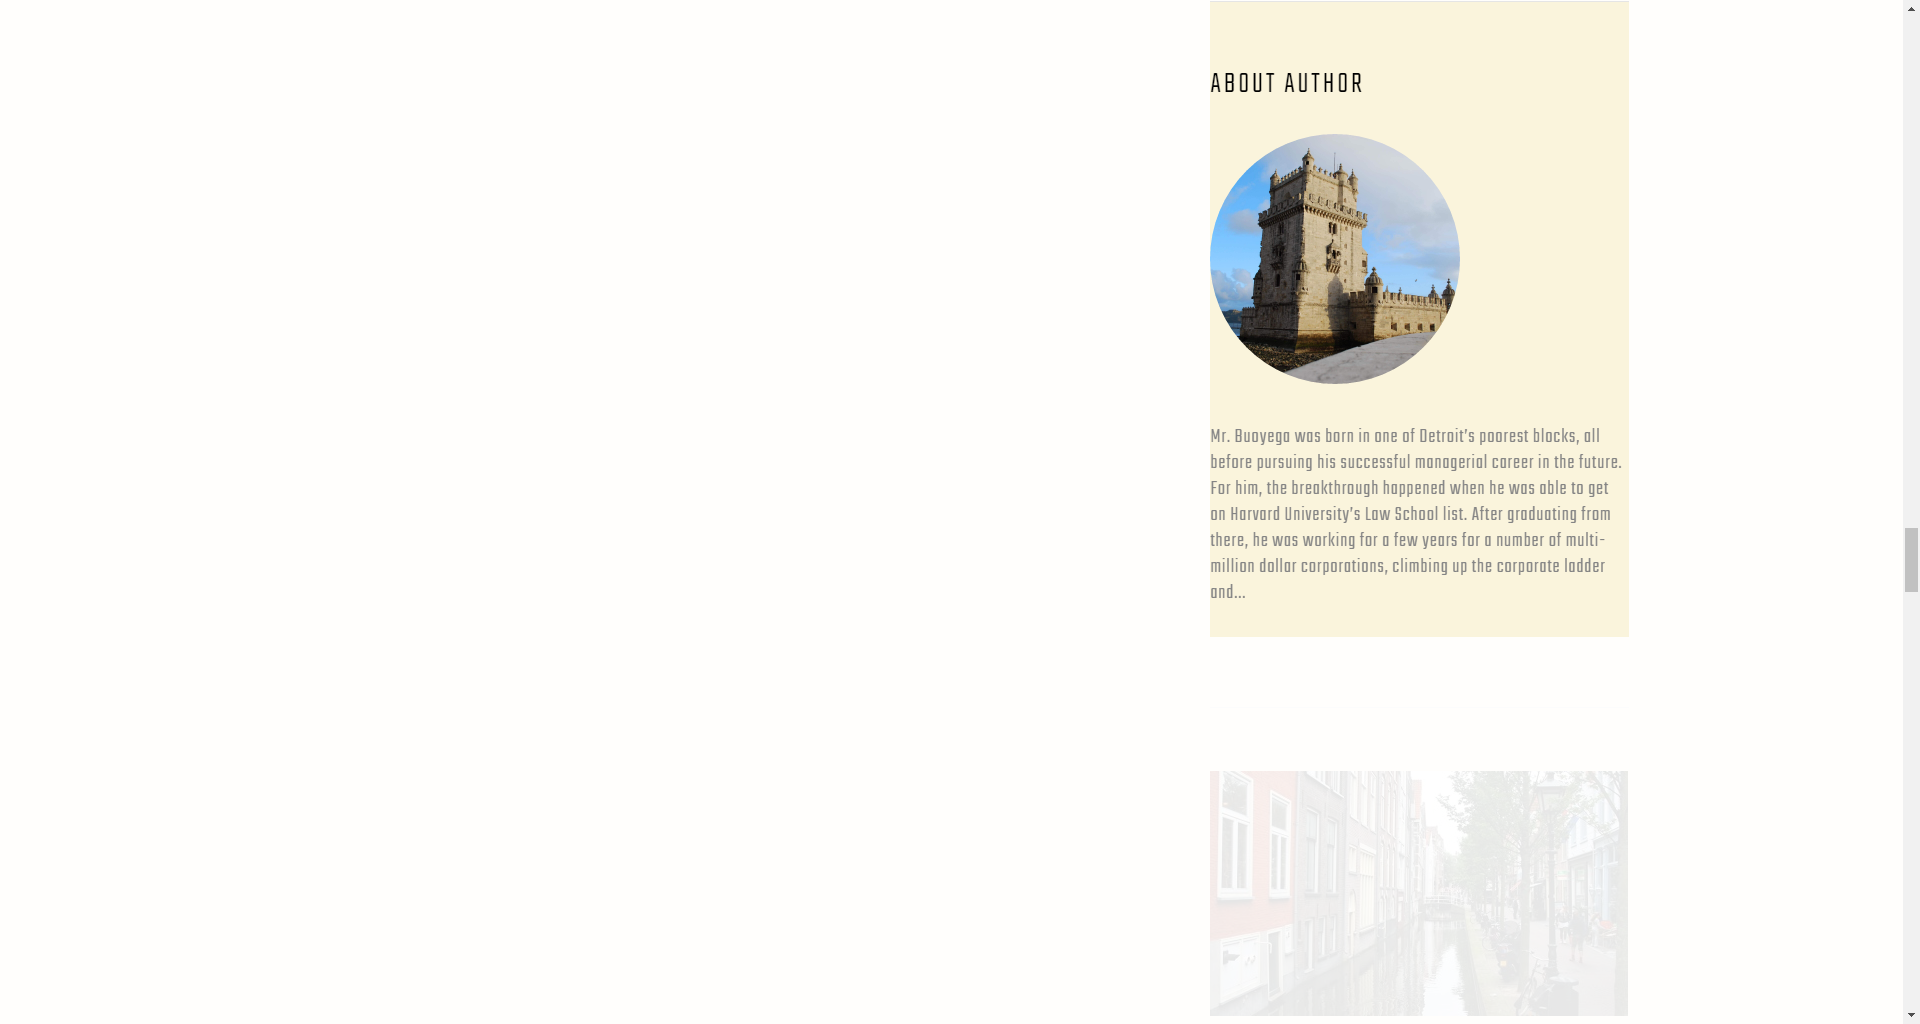 ABOUT AUTHOR
Mr. Buoyega was born in one of Detroit’s poorest blocks, all
before pursuing his successful managerial career in the future.
For him, the breakthrough happened when he was able to get
on Harvard University’s Law School list. After graduating from
there, he was working for a few years for a number of multi-
million dollar corporations, climbing up the corporate ladder
and...